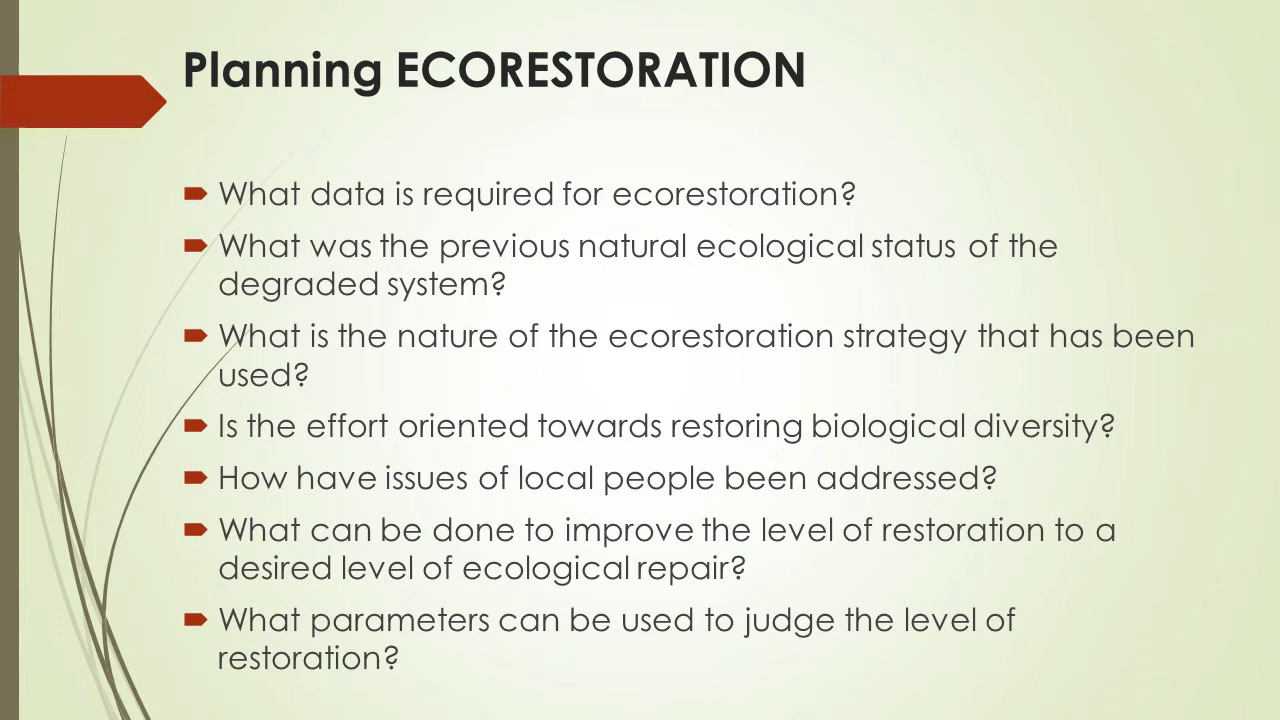 Planning ECORESTORATION
What data is required for ecorestoration?
What was the previous natural ecological status of the
degraded system?
What is the nature of the ecorestoration strategy that has been
used?
Is the effort oriented towards restoring biological diversity?
How have issues of local people been addressed?
What can be done to improve the level of restoration to a
desired level of ecological repair?
What parameters can be used to judge the level of
restoration?